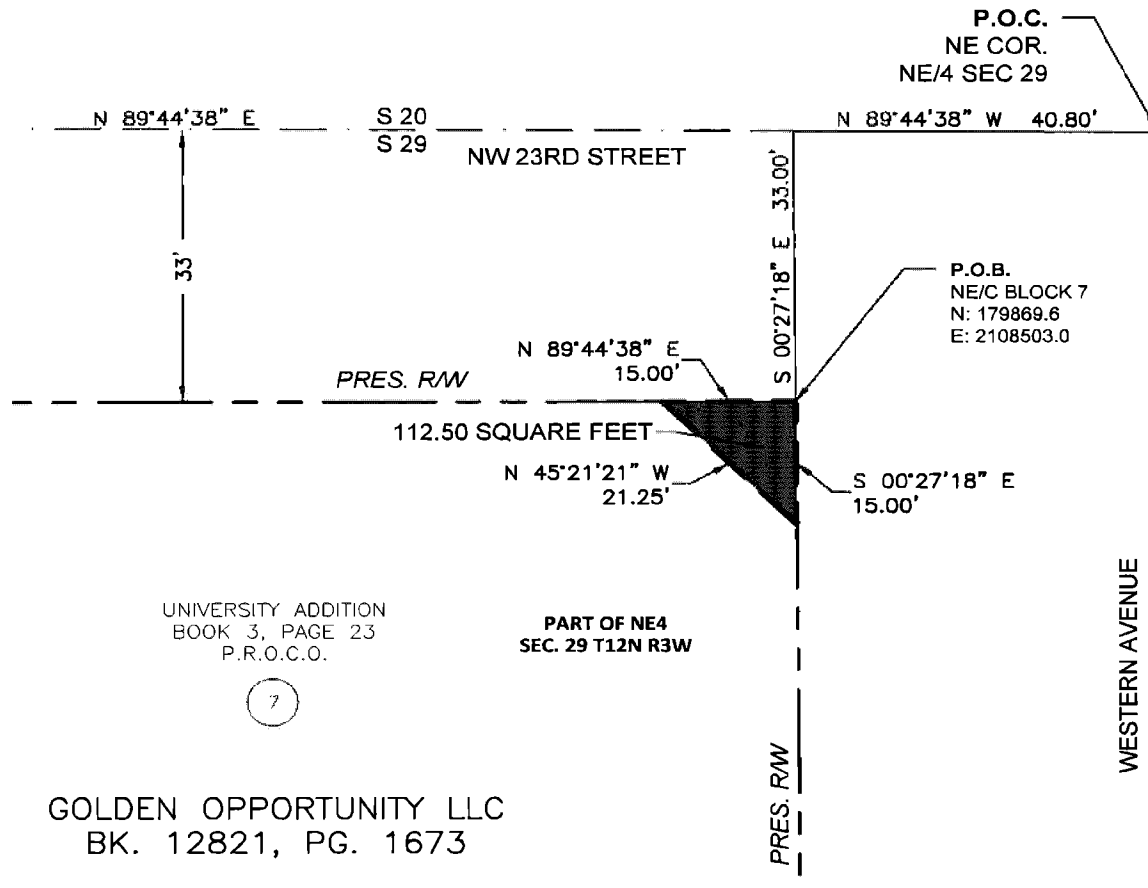 P.O.C.
NE COR.
NE/4 SEC 29
N 89°44'38" E
S 20
S 29
N 89°44'38" W 40.80'
NW 23RD STREET
33'
S 00°27'18" E 33.00'
P.O.B.
NE/C BLOCK 7
N: 179869.6
E: 2108503.0
N 89°44'38" E
15.00'
PRES. R/W
112.50 SQUARE FEET
N 45°21'21" W
21.25'
S 00°27'18" E
15.00'
UNIVERSITY ADDITION
BOOK 3, PAGE 23
P.R.O.C.O.
7
PART OF NE4
SEC. 29 T12N R3W
WESTERN AVENUE
PRES. R/W
GOLDEN OPPORTUNITY LLC
BK. 12821, PG. 1673